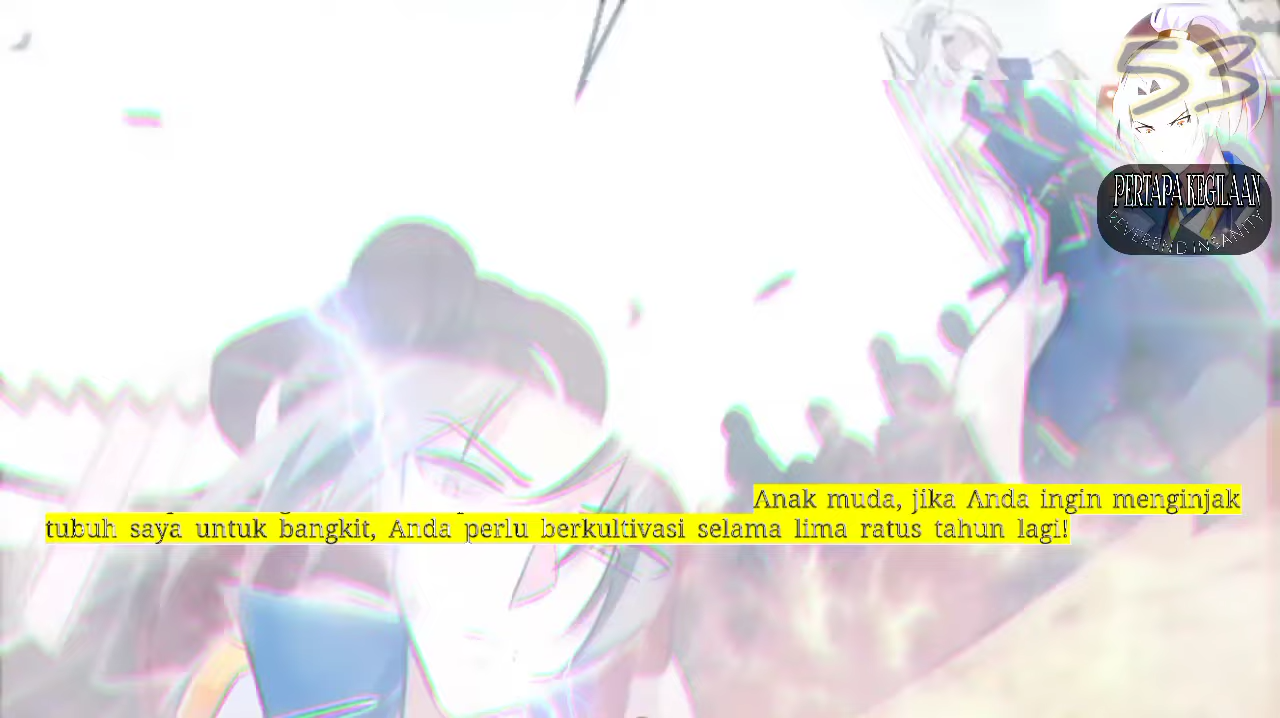 53
PERTAPA KEGILAAN
REVEREND INSANITY
Anak muda, jika Anda ingin menginjak
tubuh saya untuk bangkit, Anda perlu berkultivasi selama lima ratus tahun lagi!